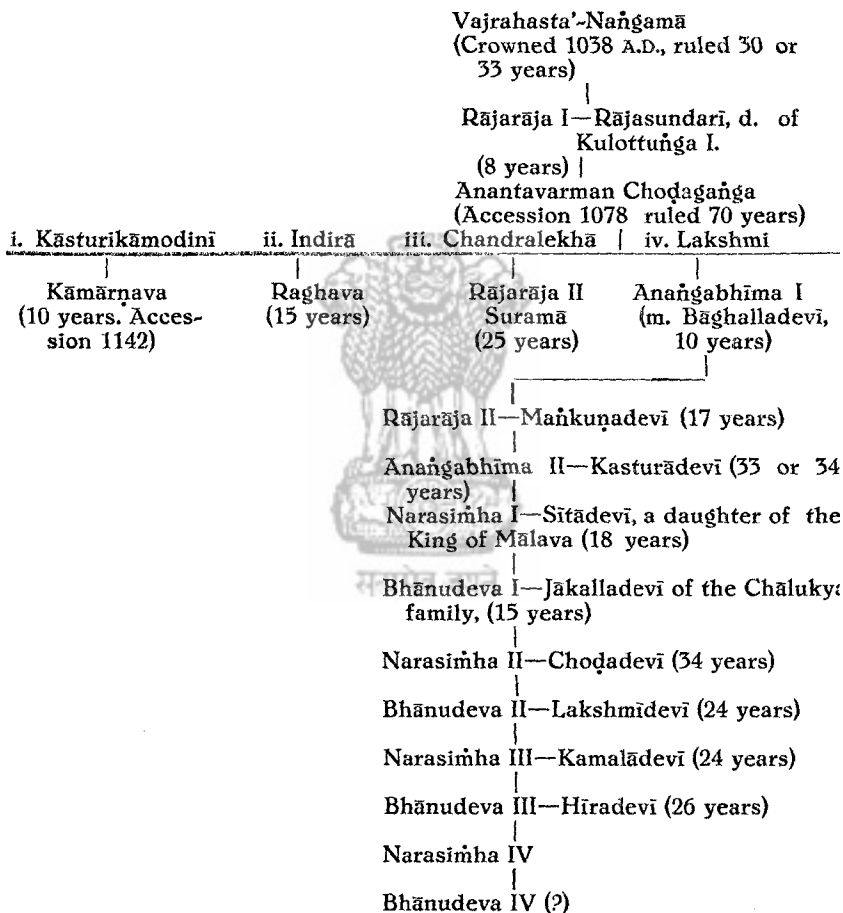 Vajrahasta'-Naṅgamā
(Crowned 1038 A.D., ruled 30 or
33 years)
Rājarāja I—Rājasundarī, d. of
Kulottuṅga I.
(8 years)
Anantavarman Choḍagaṅga
(Accession 1078 ruled 70 years)
i. Kāsturikāmodinī ii. Indirā iii. Chandralekhā iv. Lakshmi
Kāmārṇava Raghava Rājarāja II Anaṅgabhīma I
(10 years. Acces- (15 years) Suramā (m. Bāghalladevī,
sion 1142) (25 years) 10 years)
Rājarāja II—Maṅkuṇadevī (17 years)
Anaṅgabhīma II—Kasturādevī (33 or 34
years)
Narasiṁha I—Sītādevī, a daughter of the
King of Mālava (18 years)
सत्यमेव जयते
Bhānudeva I—Jākalladevī of the Chālukya
family, (15 years)
Narasiṁha II—Choḍadevī (34 years)
Bhānudeva II—Lakshmīdevī (24 years)
Narasiṁha III—Kamalādevī (24 years)
Bhānudeva III—Hīradevī (26 years)
Narasiṁha IV
Bhānudeva IV (?)